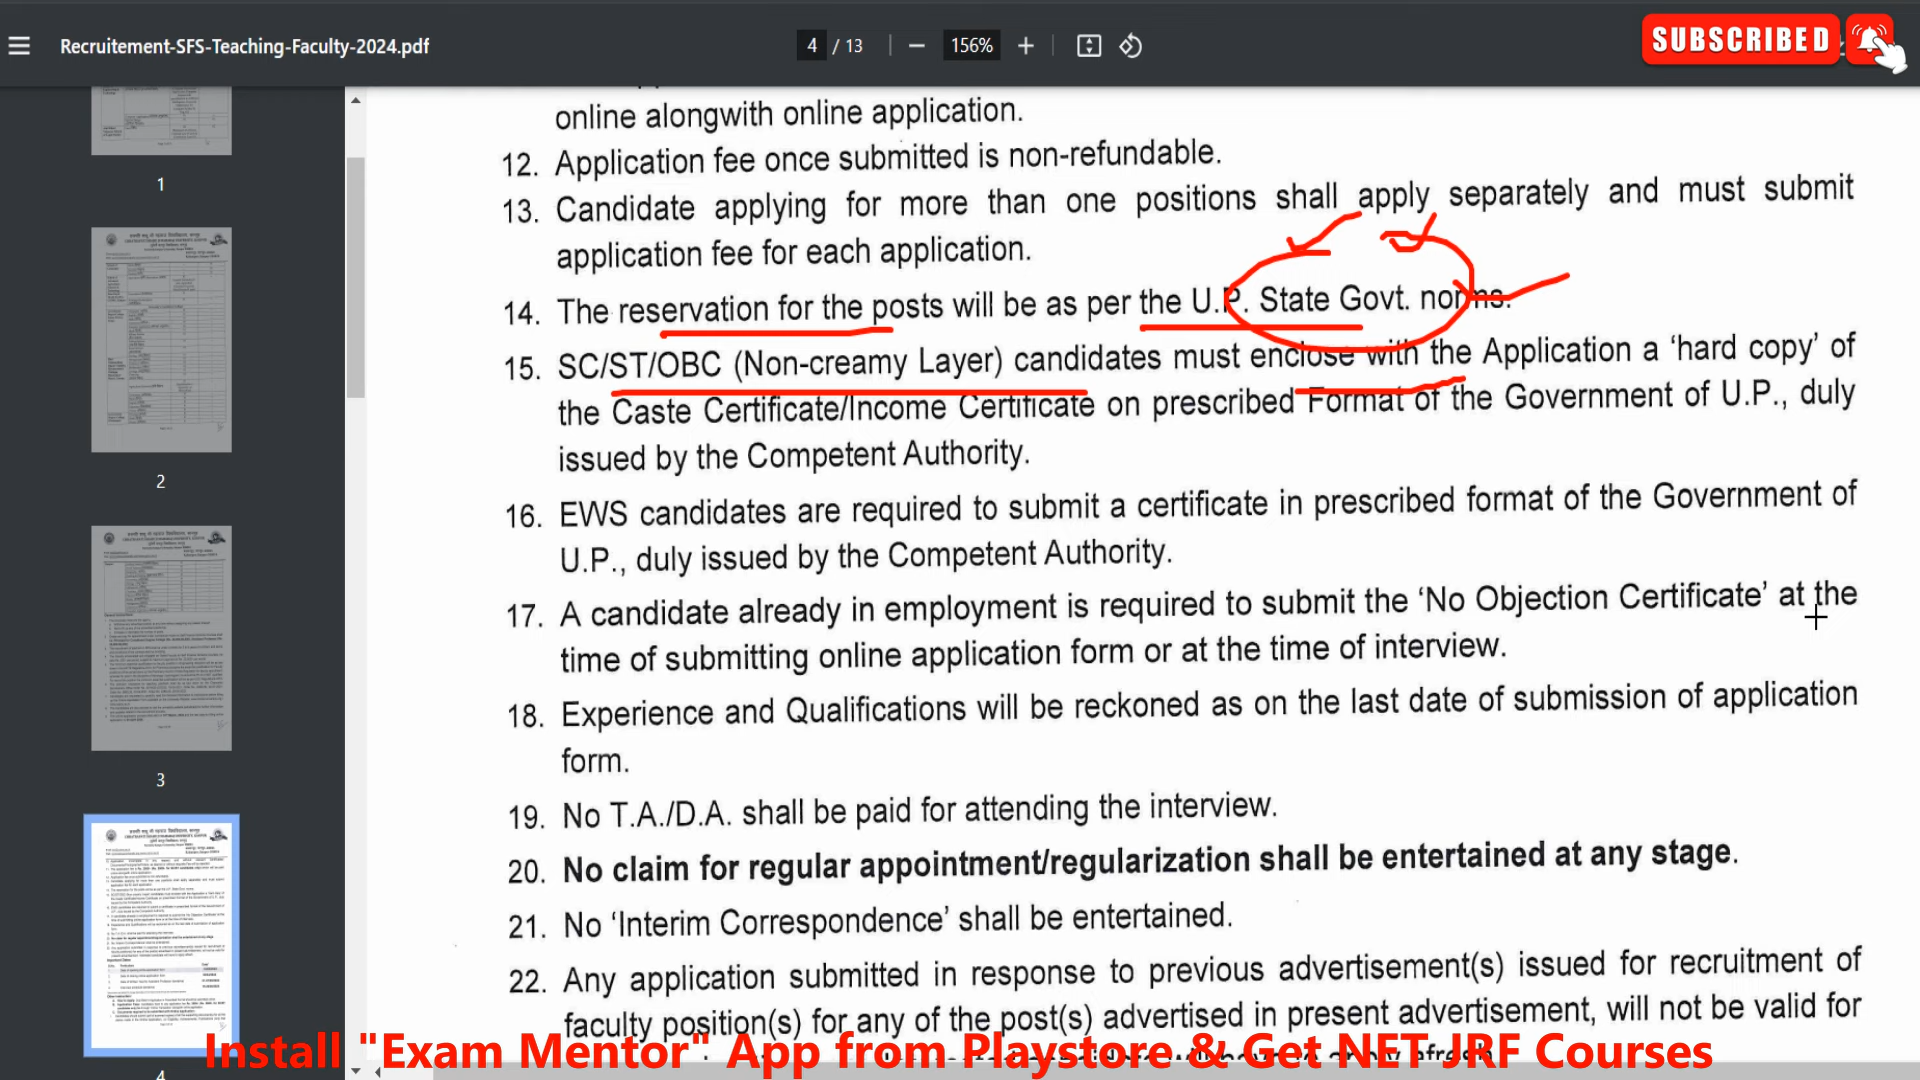 Recruitement-SFS-Teaching-Faculty-2024.pdf
4 / 13
156%
SUBSCRIBED
1
2
3
4
online alongwith online application.
12. Application fee once submitted is non-refundable.
13. Candidate applying for more than one positions shall apply separately and must submit
application fee for each application.
14. The reservation for the posts will be as per the U.P. State Govt. norms.
15. SC/ST/OBC (Non-creamy Layer) candidates must enclose with the Application a ‘hard copy’ of
the Caste Certificate/Income Certificate on prescribed Format of the Government of U.P., duly
issued by the Competent Authority.
16. EWS candidates are required to submit a certificate in prescribed format of the Government of
U.P., duly issued by the Competent Authority.
17. A candidate already in employment is required to submit the ‘No Objection Certificate’ at the
time of submitting online application form or at the time of interview.
18. Experience and Qualifications will be reckoned as on the last date of submission of application
form.
19. No T.A./D.A. shall be paid for attending the interview.
20. No claim for regular appointment/regularization shall be entertained at any stage.
21. No ‘Interim Correspondence’ shall be entertained.
22. Any application submitted in response to previous advertisement(s) issued for recruitment of
faculty position(s) for any of the post(s) advertised in present advertisement, will not be valid for
Install "Exam Mentor" App from Playstore & Get NET JRF Courses